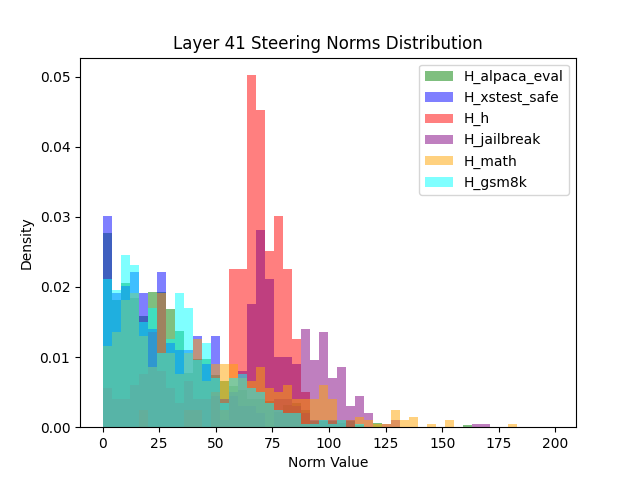 Layer 41 Steering Norms Distribution
H_alpaca_eval
H_xstest_safe
H_h
H_jailbreak
H_math
H_gsm8k
0.05
0.04
0.03
0.02
0.01
0.00
Density
0 25 50 75 100 125 150 175 200
Norm Value